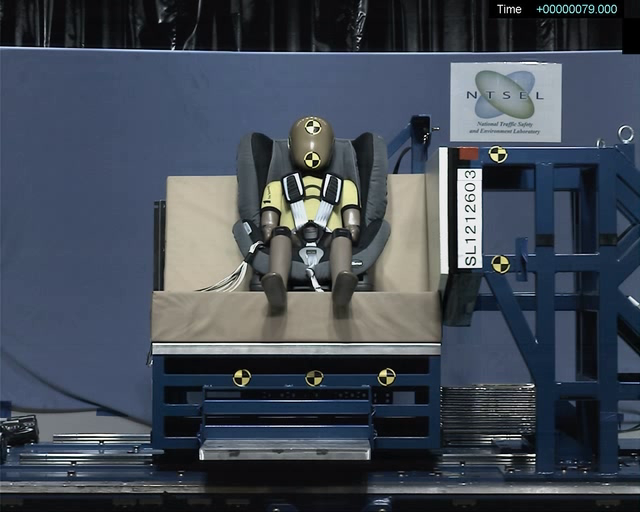 Time +00000079.000
NTSEL
National Traffic Safety
and Environment Laboratory
SL1212603